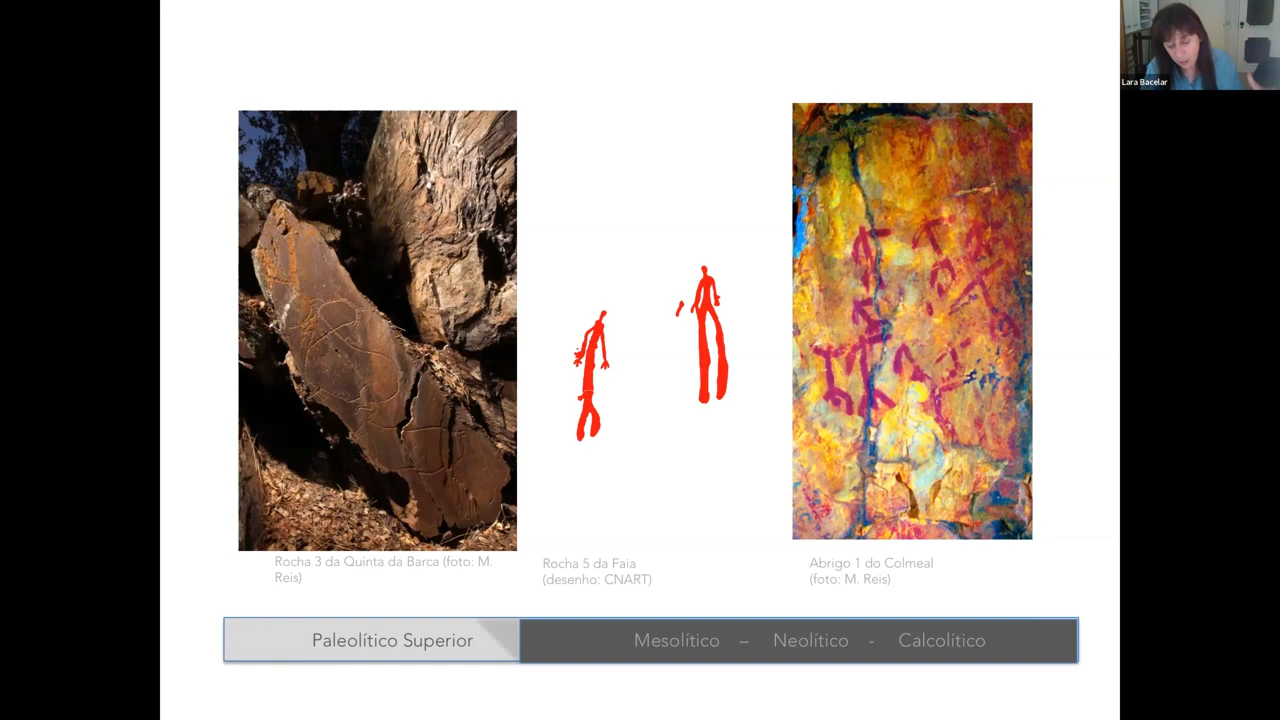 Lara Bacelar
Rocha 3 da Quinta da Barca (foto: M.
Reis)
Rocha 5 da Faia
(desenho: CNART)
Abrigo 1 do Colmeal
(foto: M. Reis)
Paleolítico Superior
Mesolítico – Neolítico - Calcolítico